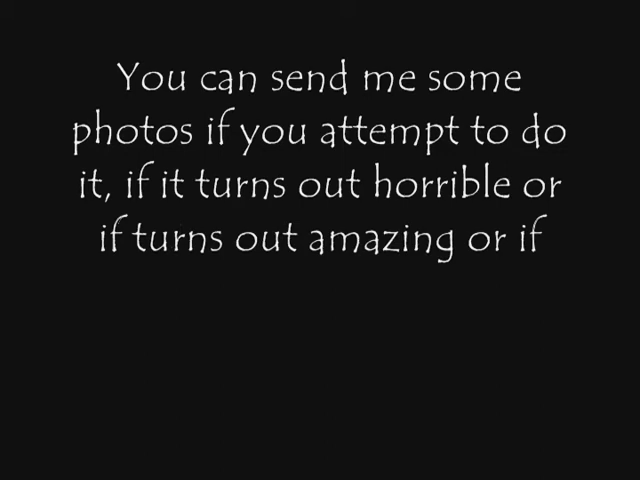 You can send me some
photos if you attempt to do
it, if it turns out horrible or
if turns out amazing or if